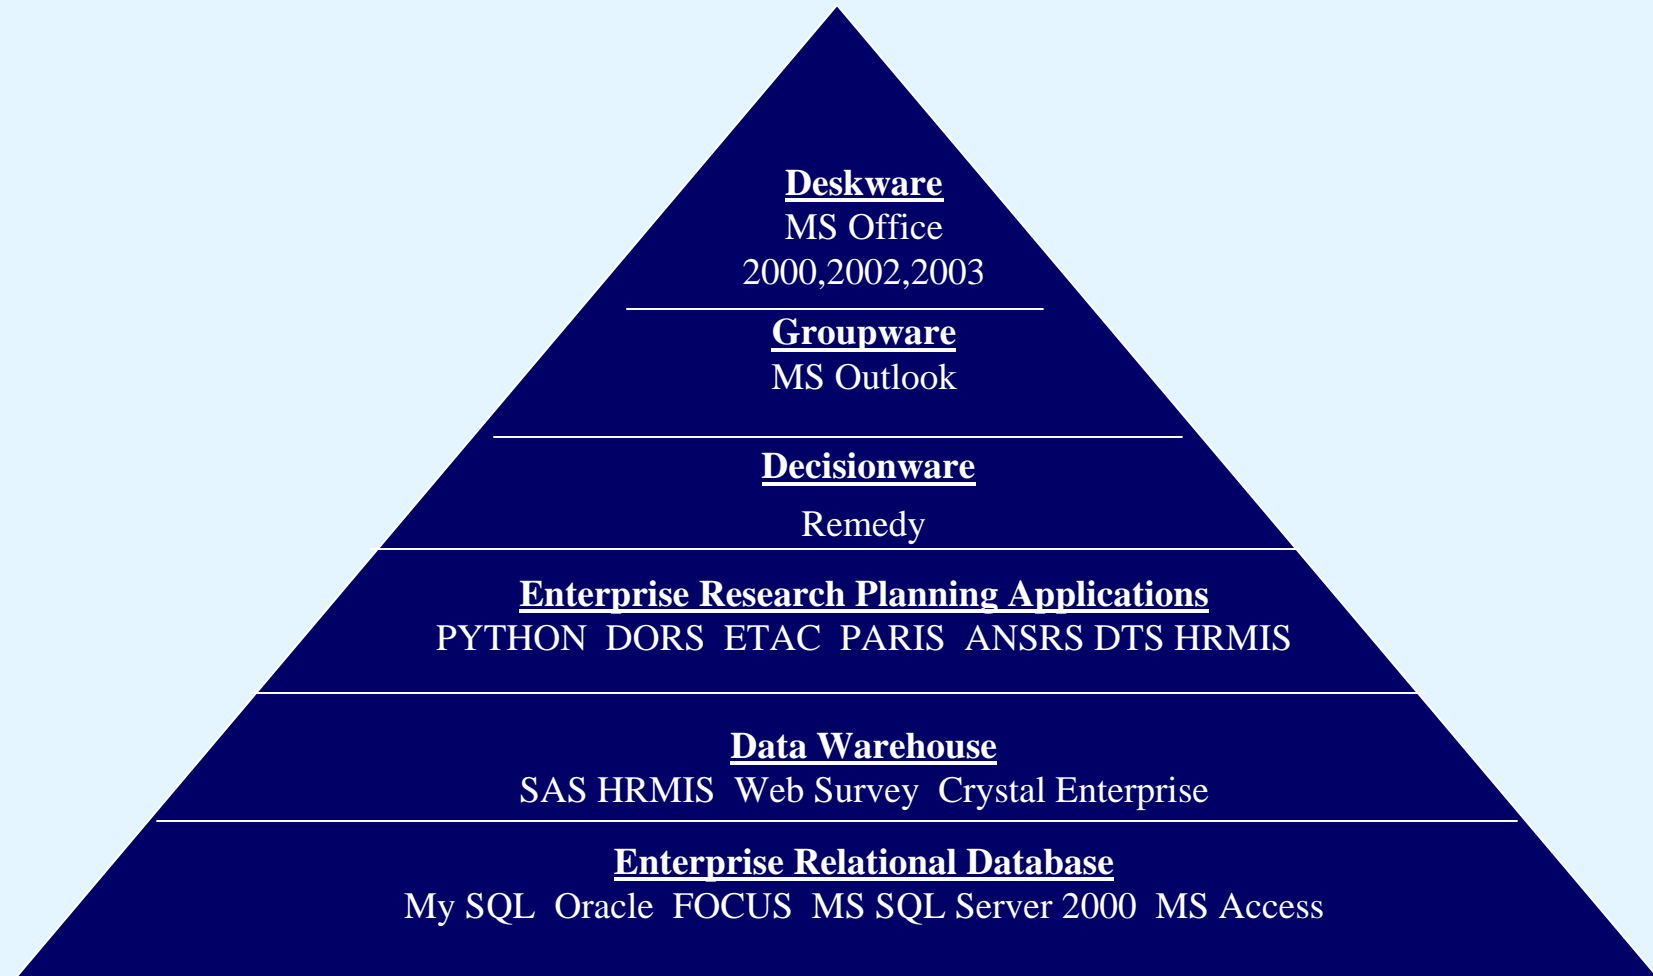 Deskware
MS Office
2000,2002,2003
Groupware
MS Outlook
Decisionware
Remedy
Enterprise Research Planning Applications
PYTHON DORS ETAC PARIS ANSRS DTS HRMIS
Data Warehouse
SAS HRMIS Web Survey Crystal Enterprise
Enterprise Relational Database
My SQL Oracle FOCUS MS SQL Server 2000 MS Access